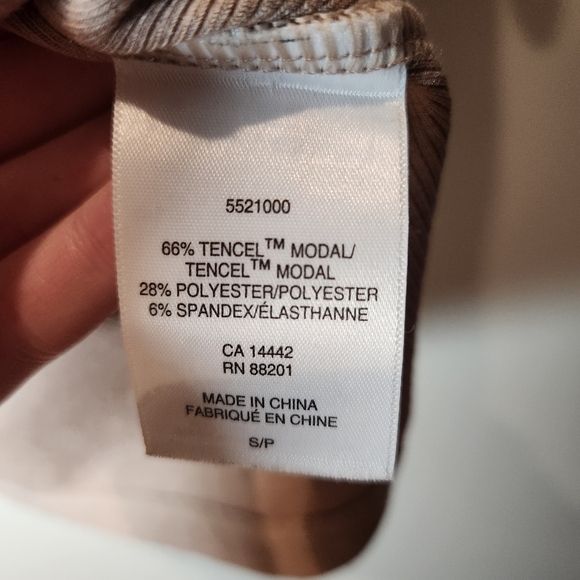 5521000
66% TENCEL™ MODAL/
TENCEL™ MODAL
28% POLYESTER/POLYESTER
6% SPANDEX/ÉLASTHANNE
CA 14442
RN 88201
MADE IN CHINA
FABRIQUÉ EN CHINE
S/P